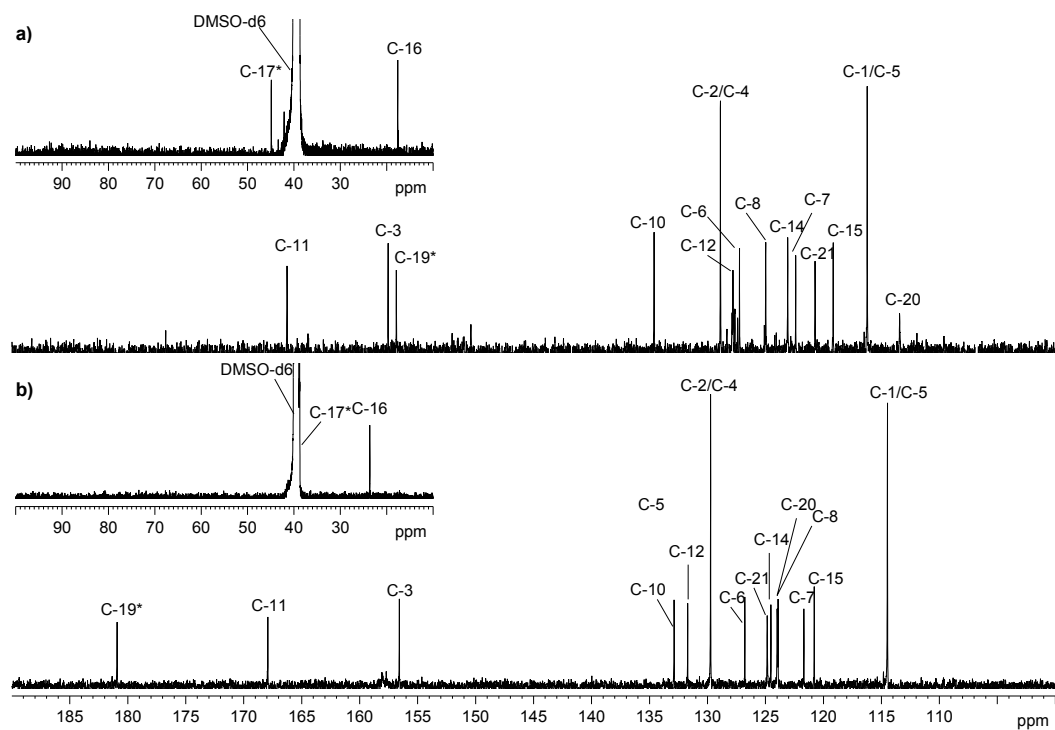 a)
DMSO-d6
C-17*
C-16
90 80 70 60 50 40 30 ppm
C-11
C-3
C-19*
C-10
C-12
C-6
C-2/C-4
C-8
C-14
C-7
C-21
C-15
C-1/C-5
C-20
b)
DMSO-d6
C-17*
C-16
90 80 70 60 50 40 30 ppm
C-19*
C-11
C-3
C-5
C-10
C-12
C-2/C-4
C-6
C-21
C-14
C-20
C-8
C-7
C-15
C-1/C-5
185 180 175 170 165 160 155 150 145 140 135 130 125 120 115 110 ppm